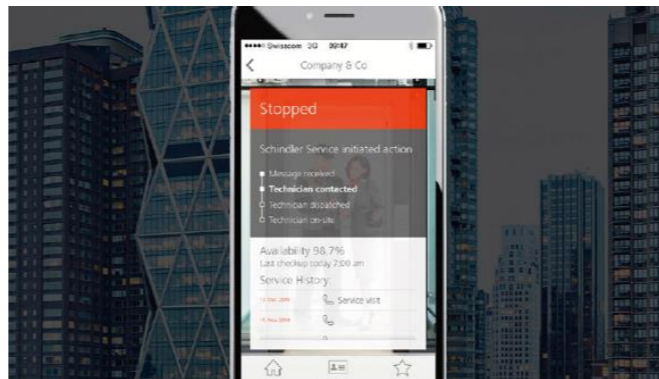 Swisscom 3G 09:47
Company & Co
Stopped
Schindler Service initiated action
Message received
Technician contacted
Technician dispatched
Technician on-site
Availability 98.7%
Last checkup today 7:00 am
Service History:
Service visit